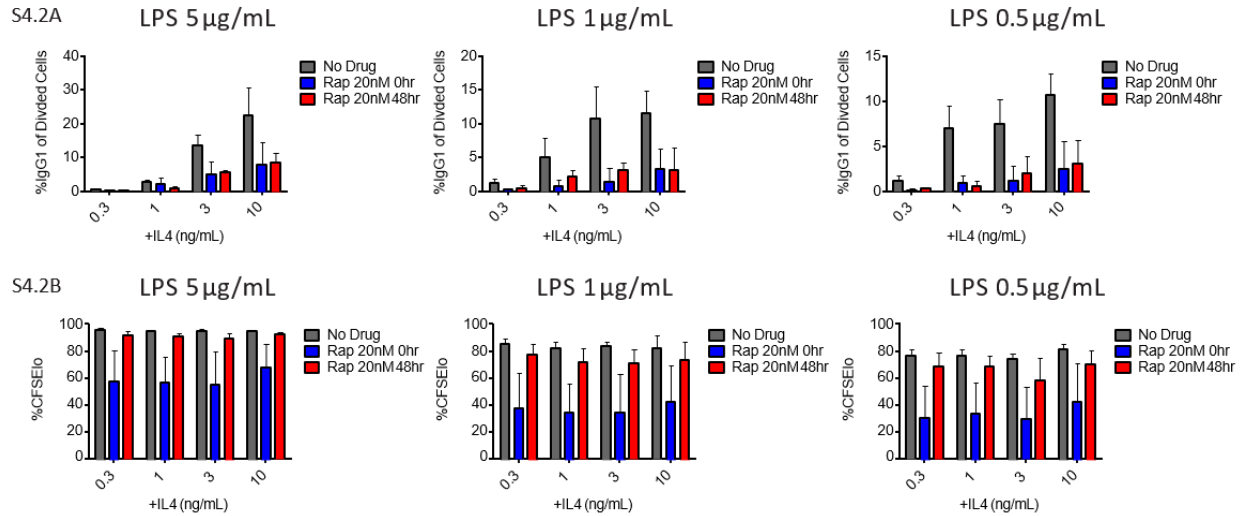 S4.2A
LPS 5µg/mL
%IgG1 of Divded Cells
40
30
20
10
0
0.3
1
3
10
+IL4 (ng/mL)
No Drug
Rap 20nM 0hr
Rap 20nM 48hr
LPS 1µg/mL
%IgG1 of Divded Cells
20
15
10
5
0
0.3
1
3
10
+IL4 (ng/mL)
No Drug
Rap 20nM 0hr
Rap 20nM 48hr
LPS 0.5µg/mL
%IgG1 of Divded Cells
15
10
5
0
0.3
1
3
10
+IL4 (ng/mL)
No Drug
Rap 20nM 0hr
Rap 20nM 48hr
S4.2B
LPS 5µg/mL
%CFSElo
100
80
60
40
20
0
0.3
1
3
10
+IL4 (ng/mL)
No Drug
Rap 20nM 0hr
Rap 20nM 48hr
LPS 1µg/mL
%CFSElo
100
80
60
40
20
0
0.3
1
3
10
+IL4 (ng/mL)
No Drug
Rap 20nM 0hr
Rap 20nM 48hr
LPS 0.5µg/mL
%CFSElo
100
80
60
40
20
0
0.3
1
3
10
+IL4 (ng/mL)
No Drug
Rap 20nM 0hr
Rap 20nM 48hr